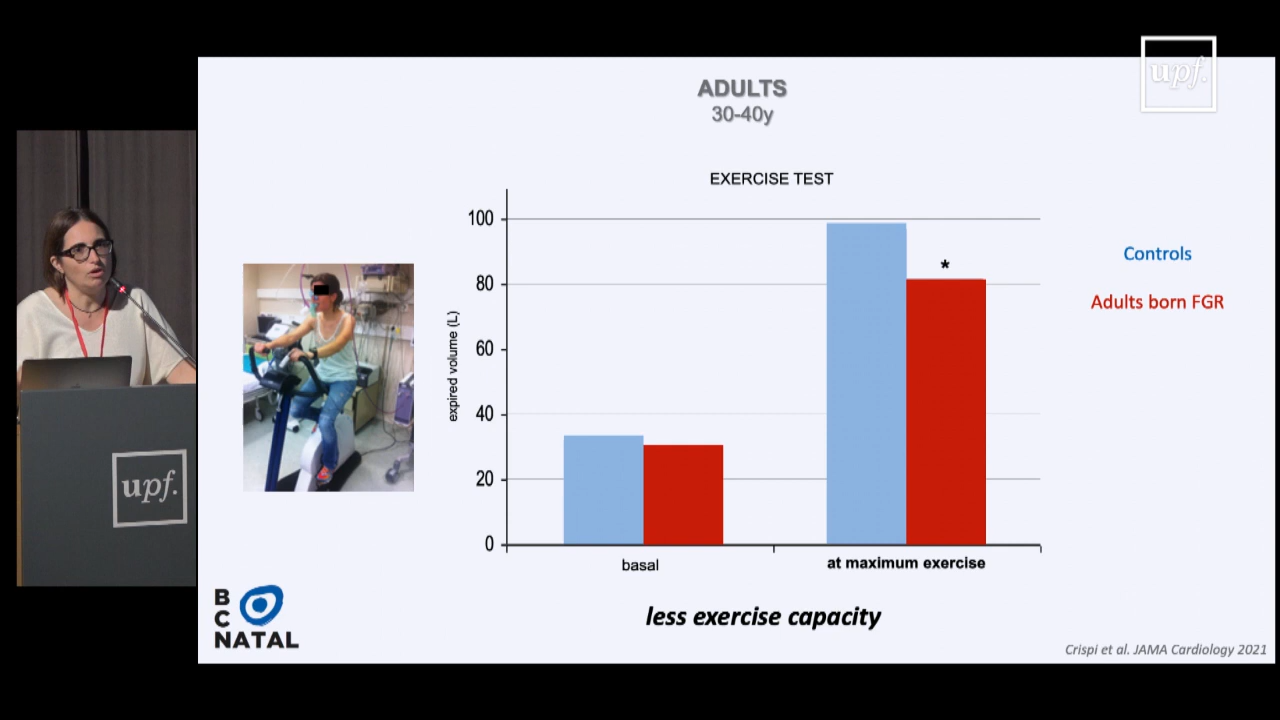 upf.
ADULTS
30-40y
EXERCISE TEST
expired volume (L)
100
80
60
40
20
0
*
basal
at maximum exercise
Controls
Adults born FGR
less exercise capacity
upf.
B
C
NATAL
Crispi et al. JAMA Cardiology 2021